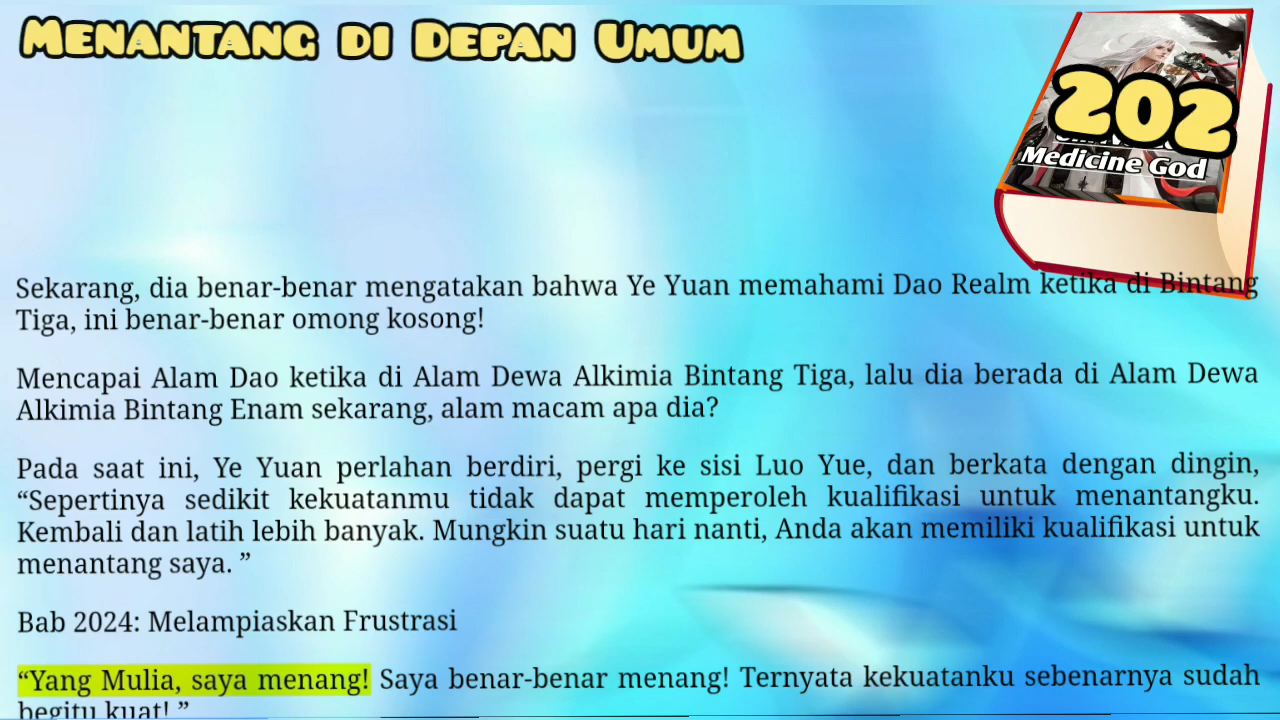 Menantang di Depan Umum
202
Medicine God
Sekarang, dia benar-benar mengatakan bahwa Ye Yuan memahami Dao Realm ketika di Bintang
Tiga, ini benar-benar omong kosong!
Mencapai Alam Dao ketika di Alam Dewa Alkimia Bintang Tiga, lalu dia berada di Alam Dewa
Alkimia Bintang Enam sekarang, alam macam apa dia?
Pada saat ini, Ye Yuan perlahan berdiri, pergi ke sisi Luo Yue, dan berkata dengan dingin,
“Sepertinya sedikit kekuatanmu tidak dapat memperoleh kualifikasi untuk menantangku.
Kembali dan latih lebih banyak. Mungkin suatu hari nanti, Anda akan memiliki kualifikasi untuk
menantang saya. ”
Bab 2024: Melampiaskan Frustrasi
“Yang Mulia, saya menang! Saya benar-benar menang! Ternyata kekuatanku sebenarnya sudah
begitu kuat! ”